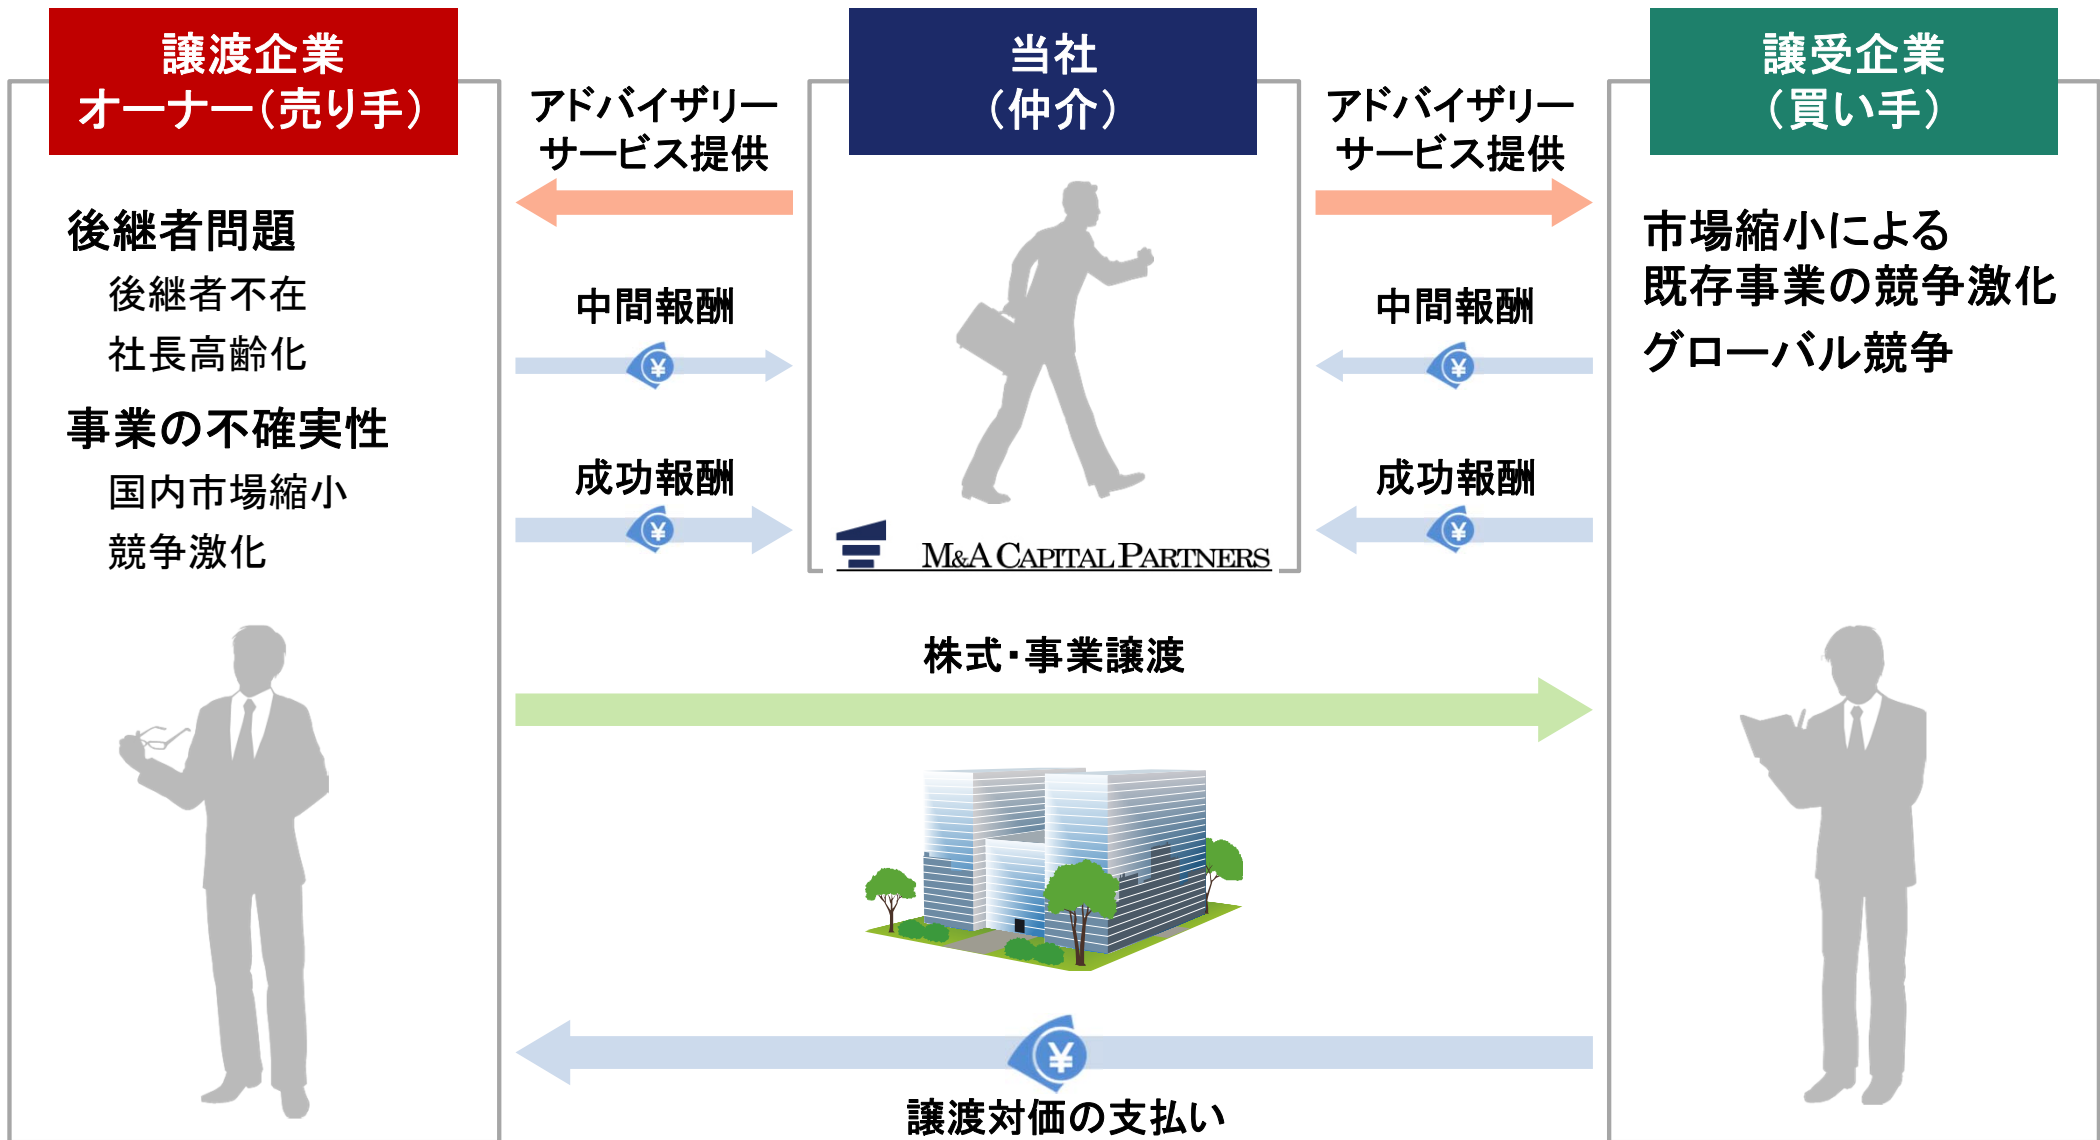 譲渡企業
オーナー（売り手）
後継者問題
後継者不在
社長高齢化
事業の不確実性
国内市場縮小
競争激化
アドバイザリー
サービス提供
中間報酬
¥
成功報酬
¥
当社
（仲介）
M&A CAPITAL PARTNERS
アドバイザリー
サービス提供
中間報酬
¥
成功報酬
¥
譲受企業
（買い手）
市場縮小による
既存事業の競争激化
グローバル競争
株式・事業譲渡
¥
譲渡対価の支払い